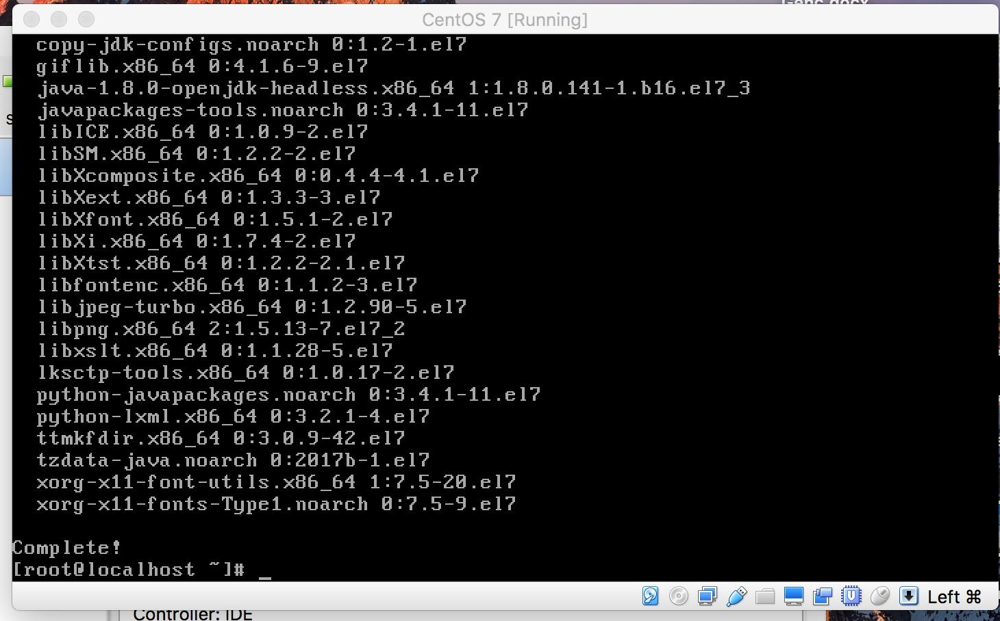 Genc.docx
CentOS 7 [Running]
copy-jdk-configs.noarch 0:1.2-1.el7
giflib.x86_64 0:4.1.6-9.el7
java-1.8.0-openjdk-headless.x86_64 1:1.8.0.141-1.b16.el7_3
javapackages-tools.noarch 0:3.4.1-11.el7
libICE.x86_64 0:1.0.9-2.el7
libSM.x86_64 0:1.2.2-2.el7
libXcomposite.x86_64 0:0.4.4-4.1.el7
libXext.x86_64 0:1.3.3-3.el7
libXfont.x86_64 0:1.5.1-2.el7
libXi.x86_64 0:1.7.4-2.el7
libXtst.x86_64 0:1.2.2-2.1.el7
libfontenc.x86_64 0:1.1.2-3.el7
libjpeg-turbo.x86_64 0:1.2.90-5.el7
libpng.x86_64 2:1.5.13-7.el7_2
libxslt.x86_64 0:1.1.28-5.el7
lksctp-tools.x86_64 0:1.0.17-2.el7
python-javapackages.noarch 0:3.4.1-11.el7
python-lxml.x86_64 0:3.2.1-4.el7
ttmkfdir.x86_64 0:3.0.9-42.el7
tzdata-java.noarch 0:2017b-1.el7
xorg-x11-font-utils.x86_64 1:7.5-20.el7
xorg-x11-fonts-Type1.noarch 0:7.5-9.el7
Complete!
[root@localhost ~]# _
Left ⌘
Controller: IDE